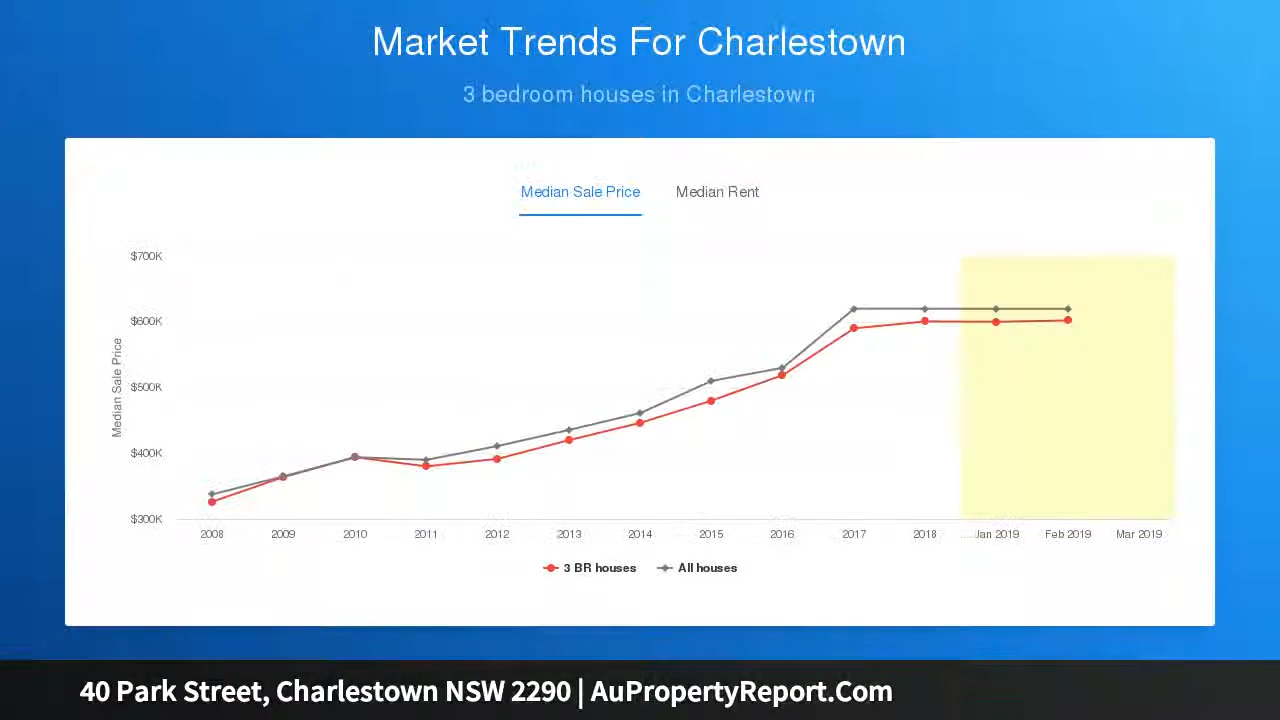 Market Trends For Charlestown
3 bedroom houses in Charlestown
Median Sale Price Median Rent
$700K
$600K
$500K
$400K
$300K
Median Sale Price
2008 2009 2010 2011 2012 2013 2014 2015 2016 2017 2018 ....Jan 2019 Feb 2019 Mar 2019
3 BR houses All houses
40 Park Street, Charlestown NSW 2290 | AuPropertyReport.Com